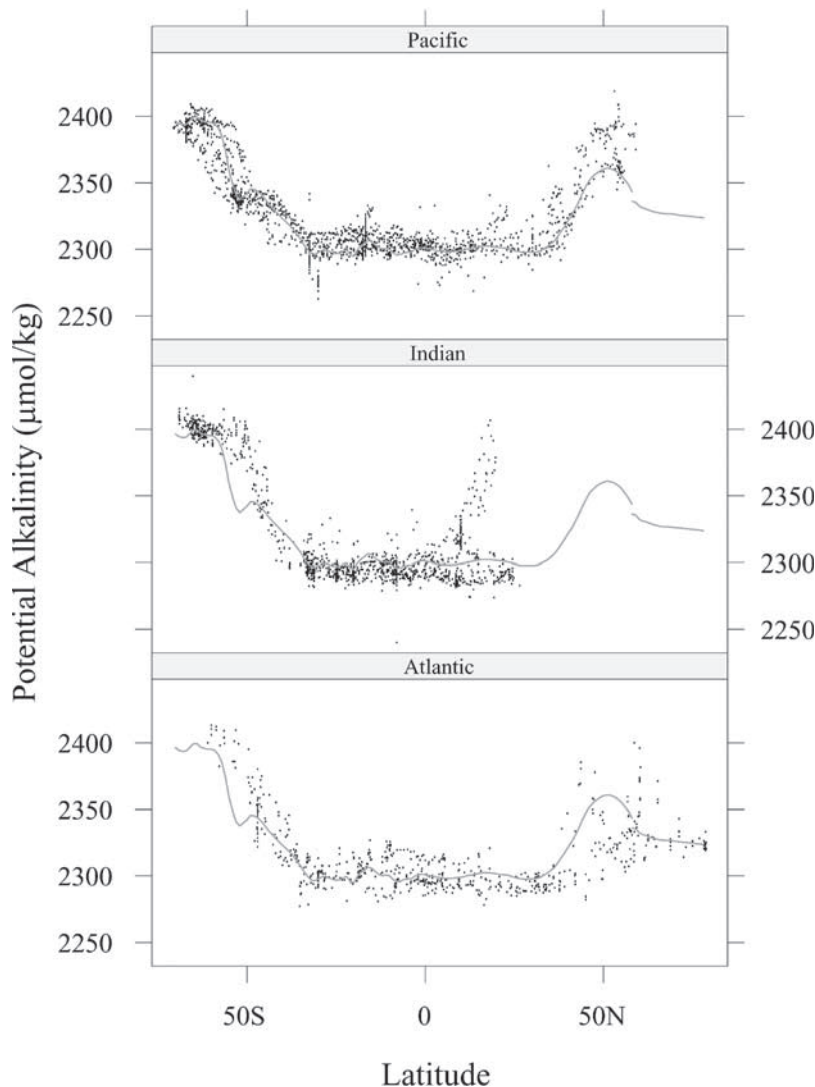 Pacific
2400
2350
2300
2250
Indian
2400
2350
2300
2250
Atlantic
2400
2350
2300
2250
50S 0 50N
Latitude
Potential Alkalinity (μmol/kg)